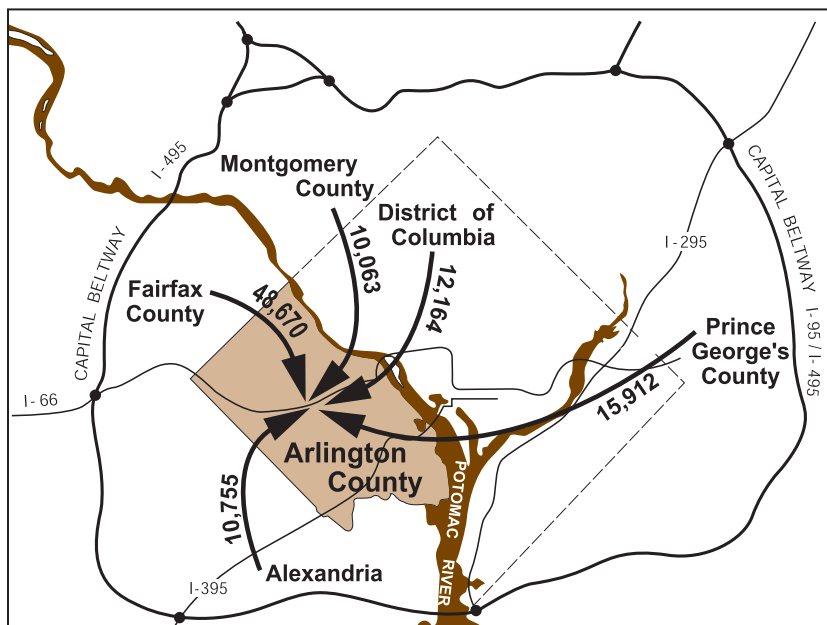 I-495
Montgomery
County
10,063
District of
Columbia
12,164
CAPITAL BELTWAY
I-295
CAPITAL BELTWAY
I-95 / I-495
Fairfax
County
48,670
Prince
George's
County
15,912
I-66
Arlington
County
10,755
Alexandria
I-395
POTOMAC
RIVER